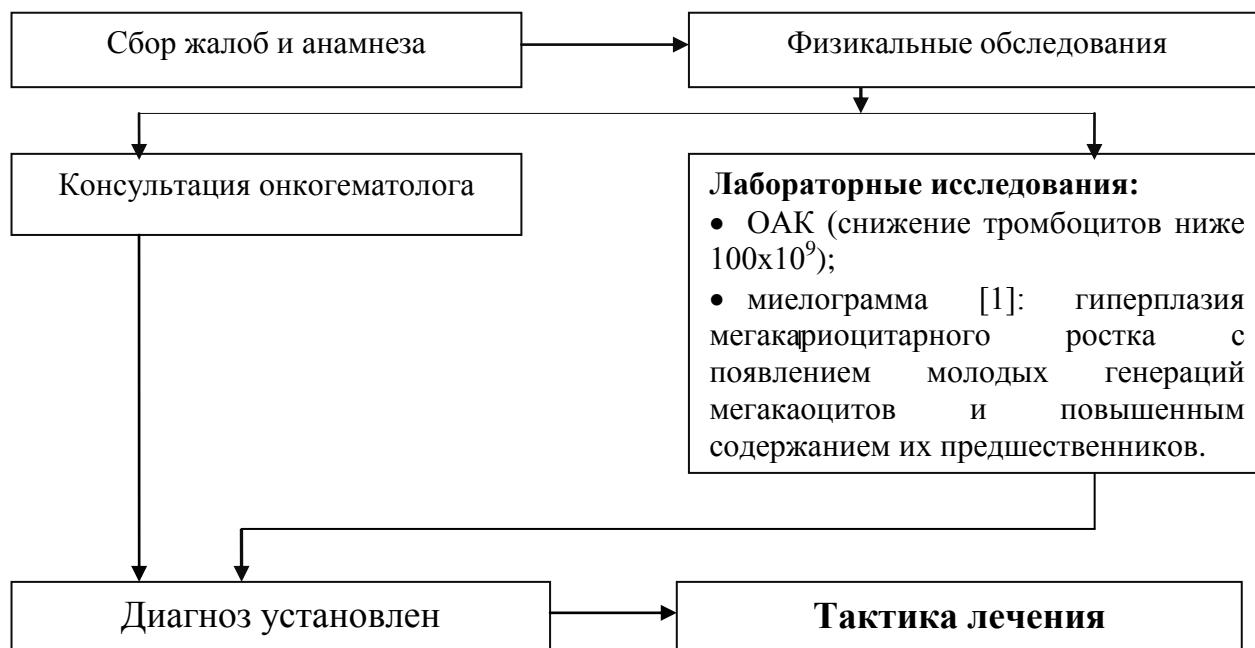 Сбор жалоб и анамнеза
Физикальные обследования
Консультация онкогематолога
Лабораторные исследования:
• ОАК (снижение тромбоцитов ниже
100х10⁹);
• миелограмма [1]: гиперплазия
мегакариоцитарного ростка с
появлением молодых генераций
мегакаоцитов и повышенным
содержанием их предшественников.
Диагноз установлен
Тактика лечения